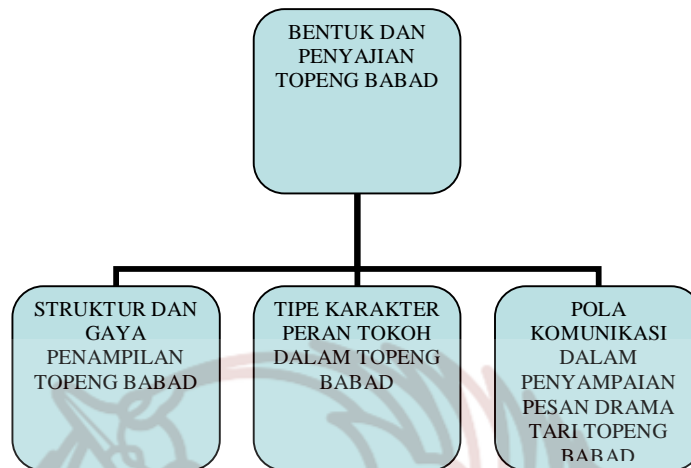 BENTUK DAN
PENYAJIAN
TOPENG BABAD
STRUKTUR DAN
GAYA
PENAMPILAN
TOPENG BABAD
TIPE KARAKTER
PERAN TOKOH
DALAM TOPENG
BABAD
POLA
KOMUNIKASI
DALAM
PENYAMPAIAN
PESAN DRAMA
TARI TOPENG
BABAD